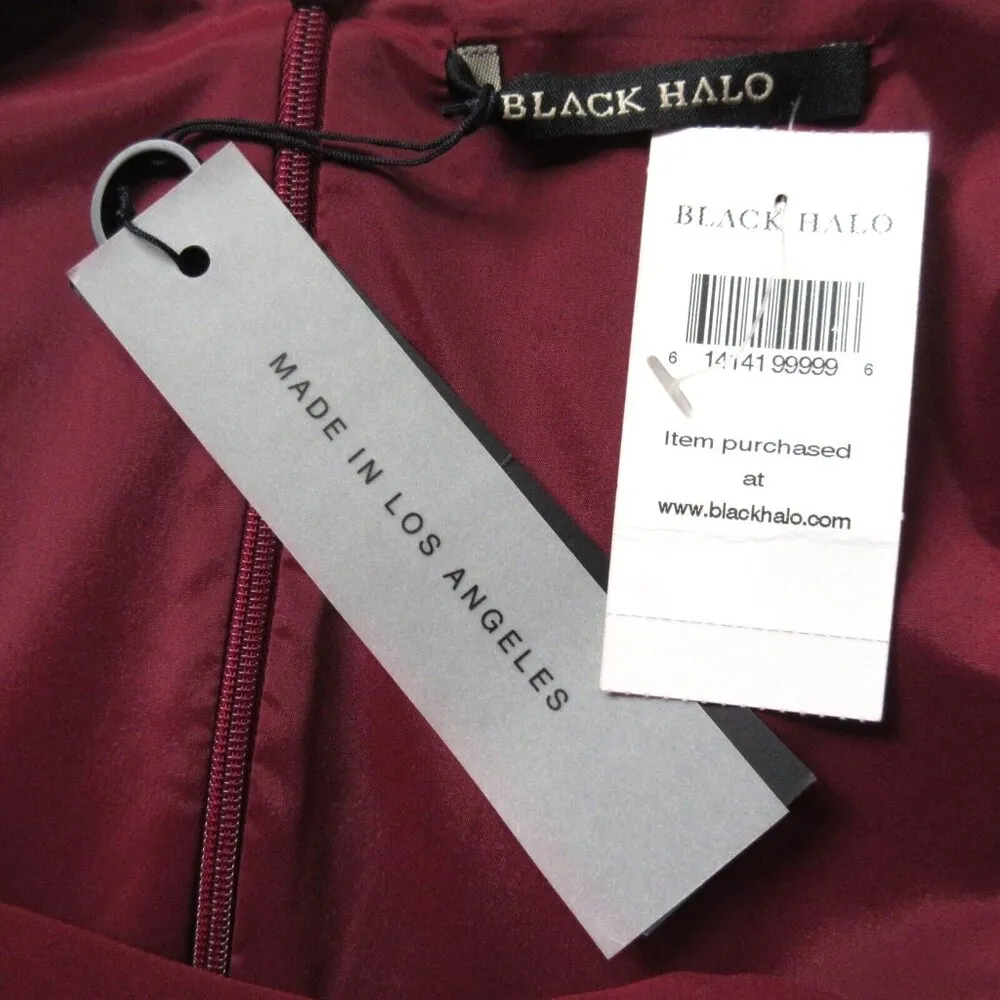 BLACK HALO
BLACK HALO
6 14141 99999 6
Item purchased
at
www.blackhalo.com
MADE IN LOS ANGELES